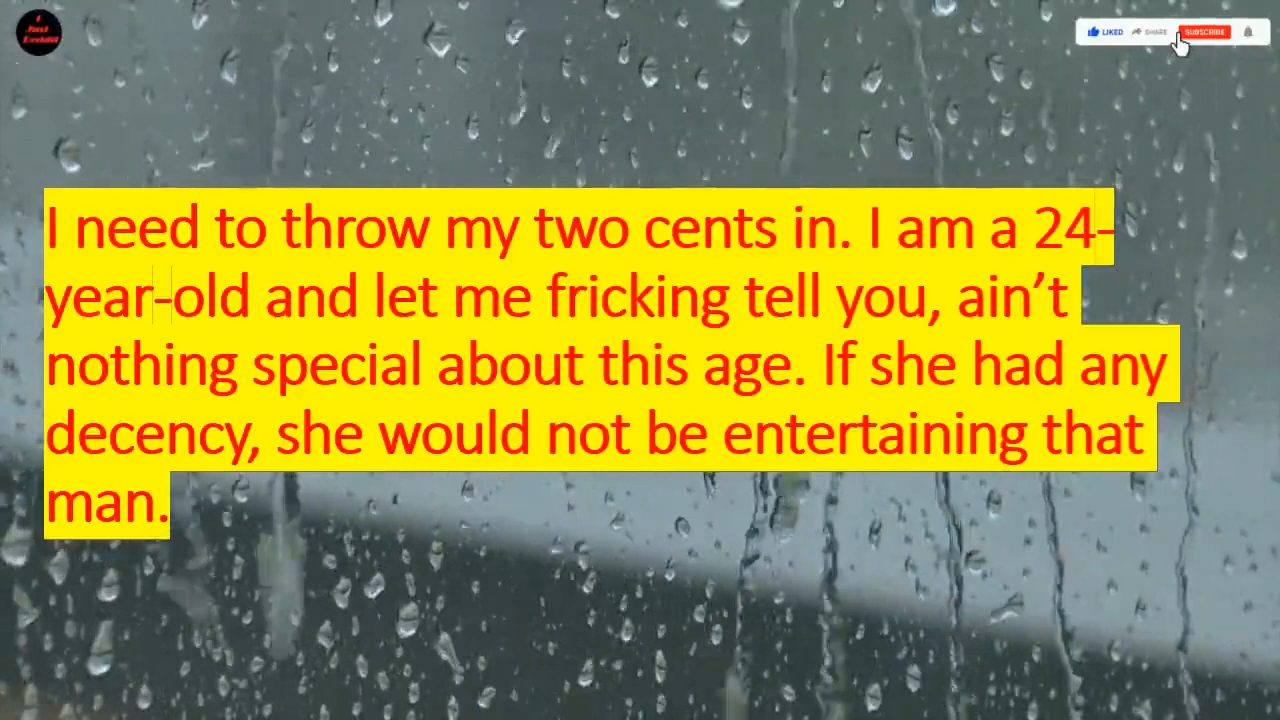 I
Just
LIKED SHARE SUBSCRIBE
I need to throw my two cents in. I am a 24-
year-old and let me fricking tell you, ain’t
nothing special about this age. If she had any
decency, she would not be entertaining that
man.